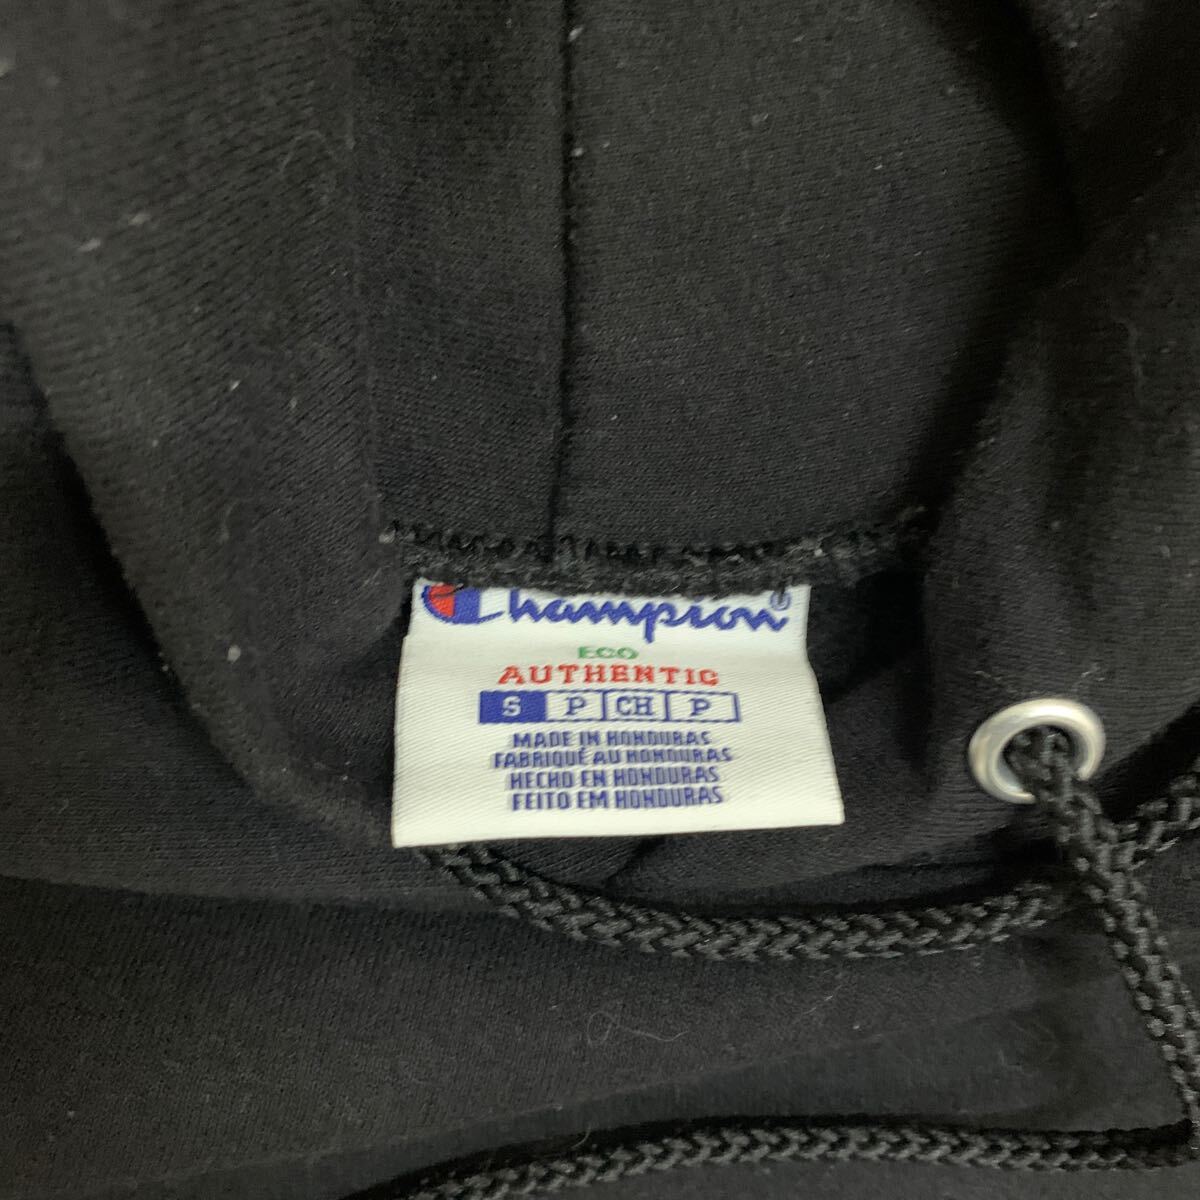 Champion®
ECO
AUTHENTIC
S P CH P
MADE IN HONDURAS
FABRIQUÉ AU HONDURAS
HECHO EN HONDURAS
FEITO EM HONDURAS